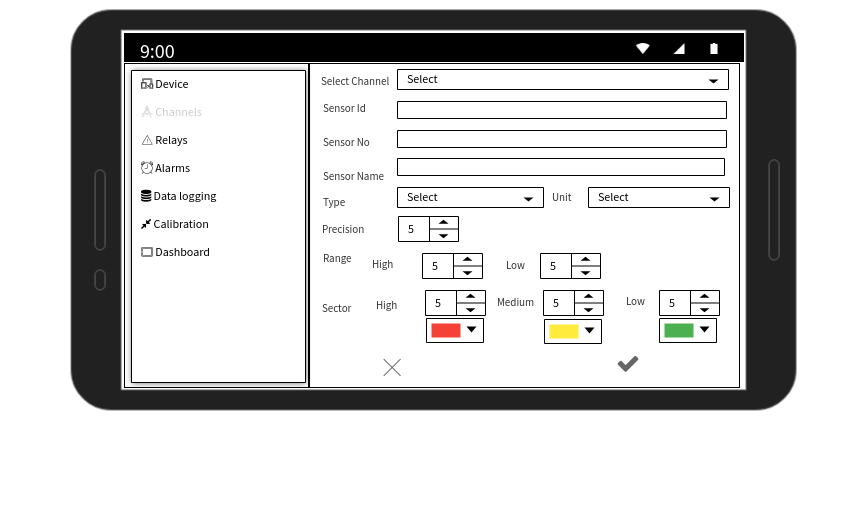 9:00
Device
Channels
Relays
Alarms
Data logging
Calibration
Dashboard
Select Channel Select
Sensor Id
Sensor No
Sensor Name
Type Select Unit Select
Precision 5
Range High 5 Low 5
Sector High 5 Medium 5 Low 5